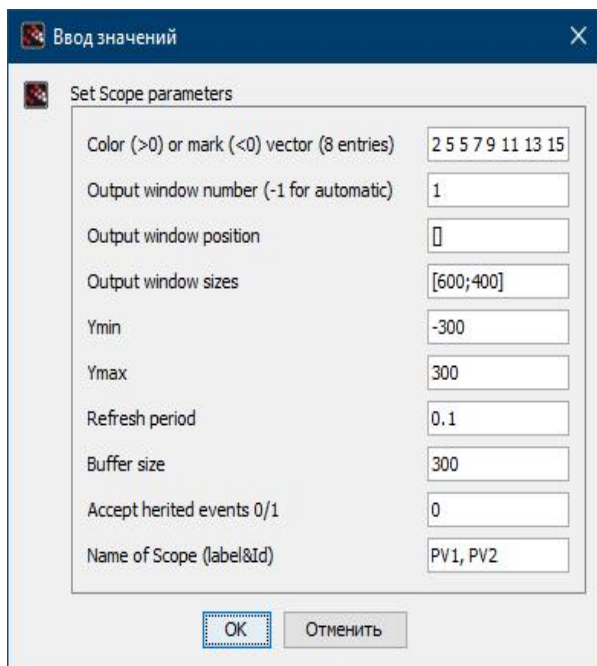 Ввод значений
Set Scope parameters
Color (>0) or mark (<0) vector (8 entries) 2 5 5 7 9 11 13 15
Output window number (-1 for automatic) 1
Output window position []
Output window sizes [600;400]
Ymin -300
Ymax 300
Refresh period 0.1
Buffer size 300
Accept herited events 0/1 0
Name of Scope (label&Id) PV1, PV2
OK Отменить